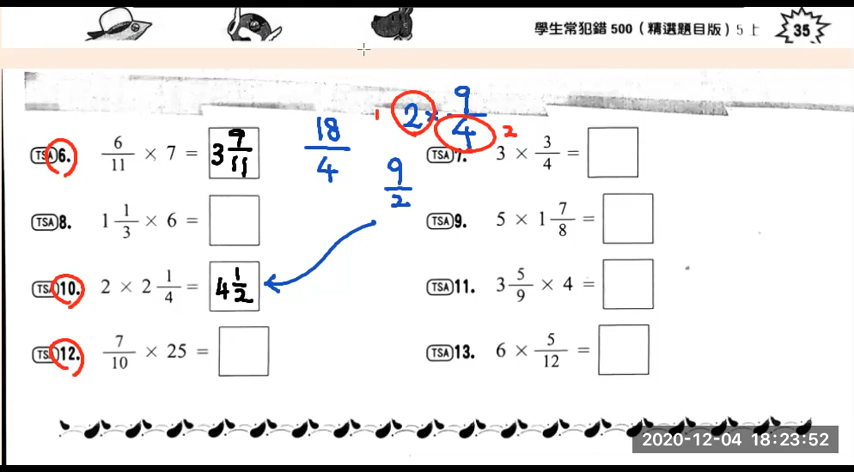 學生常犯錯 500（精選題目版）5 上 35
2 × 9/4
1 2
18/4
9/2
TSA 6. 6/11 × 7 = 3 9/11
TSA 7. 3 × 3/4 =
TSA 8. 1 1/3 × 6 =
TSA 9. 5 × 1 7/8 =
TSA 10. 2 × 2 1/4 = 4 1/2
TSA 11. 3 5/9 × 4 =
TSA 12. 7/10 × 25 =
TSA 13. 6 × 5/12 =
2020-12-04 18:23:52